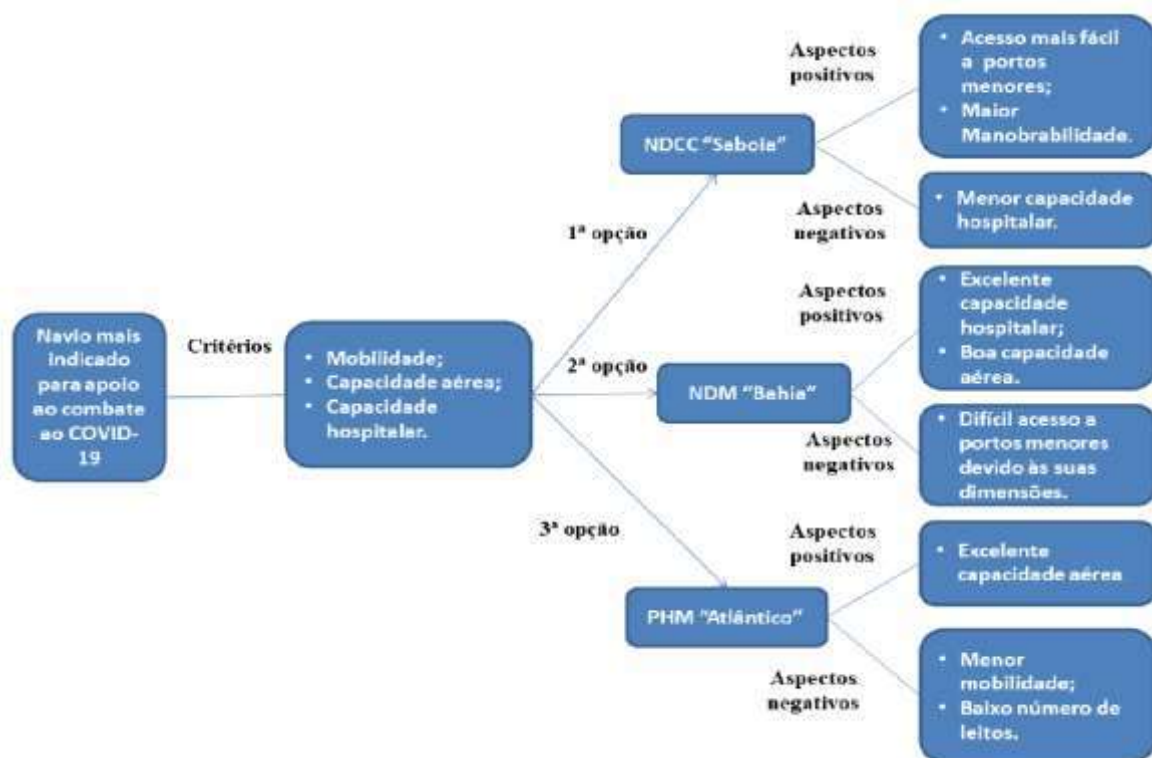 Navio mais
indicado
para apoio
ao combate
ao COVID-
19
Critérios
• Mobilidade;
• Capacidade aérea;
• Capacidade
hospitalar.
1ª opção
NDCC "Saboia"
Aspectos
positivos
• Acesso mais fácil
a portos
menores;
• Maior
Manobrabilidade.
Aspectos
negativos
• Menor capacidade
hospitalar.
2ª opção
NDM "Bahia"
Aspectos
positivos
• Excelente
capacidade
hospitalar;
• Boa capacidade
aérea.
Aspectos
negativos
• Difícil acesso a
portos menores
devido às suas
dimensões.
3ª opção
PHM "Atlântico"
Aspectos
positivos
• Excelente
capacidade aérea
Aspectos
negativos
• Menor
mobilidade;
• Baixo número de
leitos.